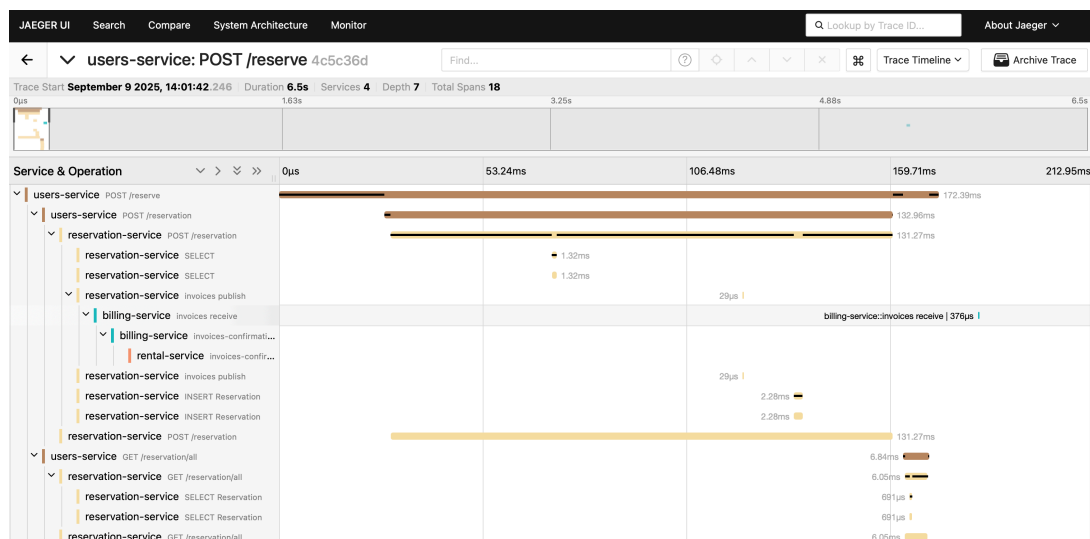 JAEGER UI Search Compare System Architecture Monitor Lookup by Trace ID... About Jaeger
users-service: POST /reserve 4c5c36d Find... Trace Timeline Archive Trace
Trace Start September 9 2025, 14:01:42.246 Duration 6.5s Services 4 Depth 7 Total Spans 18
0μs 1.63s 3.25s 4.88s 6.5s
Service & Operation 0μs 53.24ms 106.48ms 159.71ms 212.95ms
users-service POST /reserve 172.39ms
users-service POST /reservation 132.96ms
reservation-service POST /reservation 131.27ms
reservation-service SELECT 1.32ms
reservation-service SELECT 1.32ms
reservation-service invoices publish 29μs
billing-service invoices receive billing-service::invoices receive | 376μs
billing-service invoices-confirmati...
rental-service invoices-confir...
reservation-service invoices publish 29μs
reservation-service INSERT Reservation 2.28ms
reservation-service INSERT Reservation 2.28ms
reservation-service POST /reservation 131.27ms
users-service GET /reservation/all 6.84ms
reservation-service GET /reservation/all 6.05ms
reservation-service SELECT Reservation 691μs
reservation-service SELECT Reservation 691μs
reservation-service GET /reservation/all 6.05ms